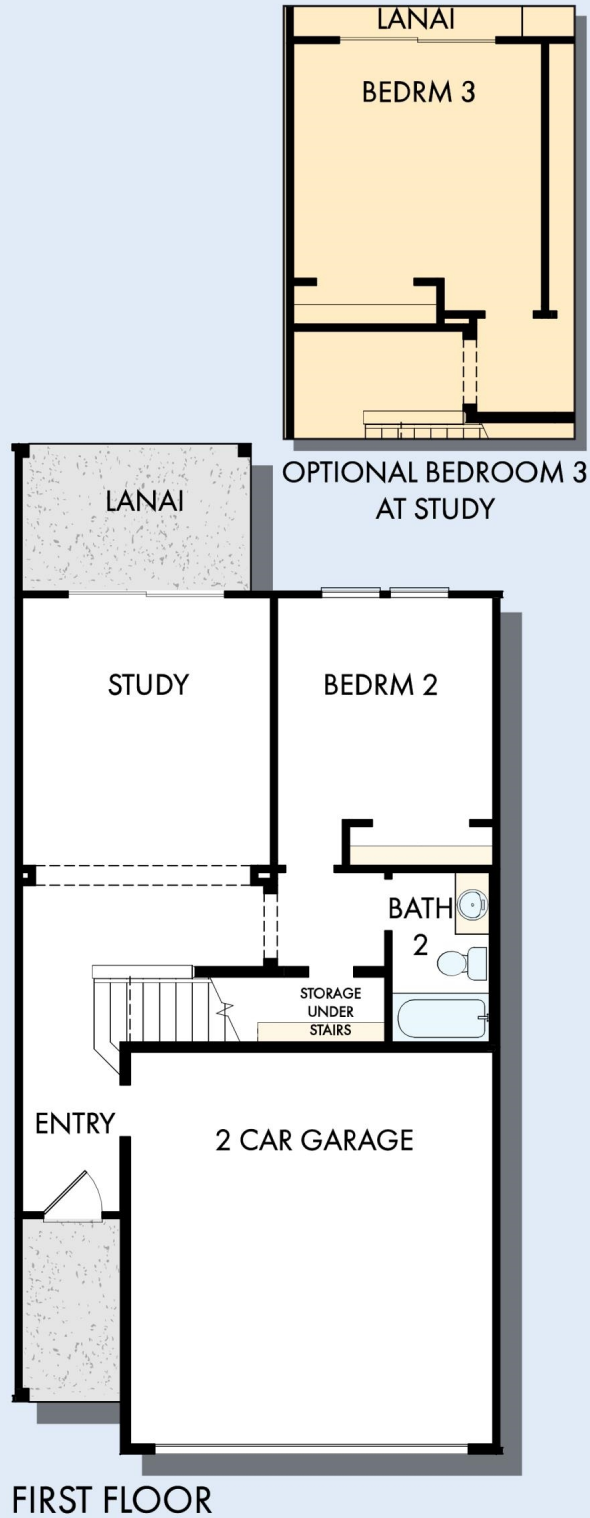 LANAI
BEDRM 3
OPTIONAL BEDROOM 3
AT STUDY
LANAI
STUDY
BEDRM 2
BATH
2
STORAGE
UNDER
STAIRS
ENTRY
2 CAR GARAGE
FIRST FLOOR